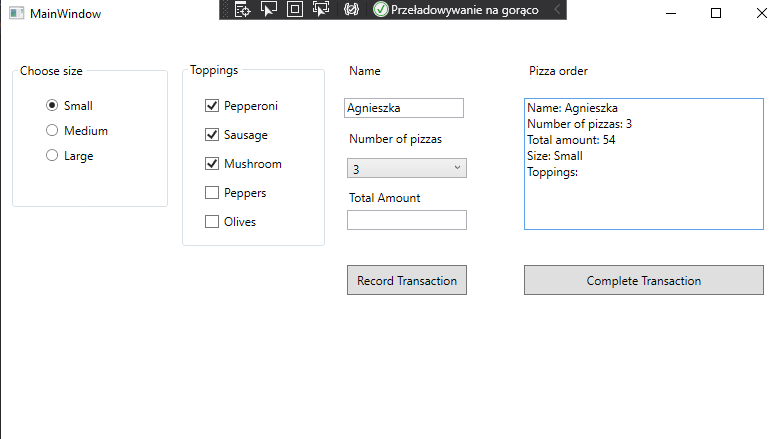 MainWindow
Przeładowywanie na gorąco
Choose size
Small
Medium
Large
Toppings
Pepperoni
Sausage
Mushroom
Peppers
Olives
Name
Agnieszka
Number of pizzas
3
Total Amount
Record Transaction
Pizza order
Name: Agnieszka
Number of pizzas: 3
Total amount: 54
Size: Small
Toppings:
Complete Transaction